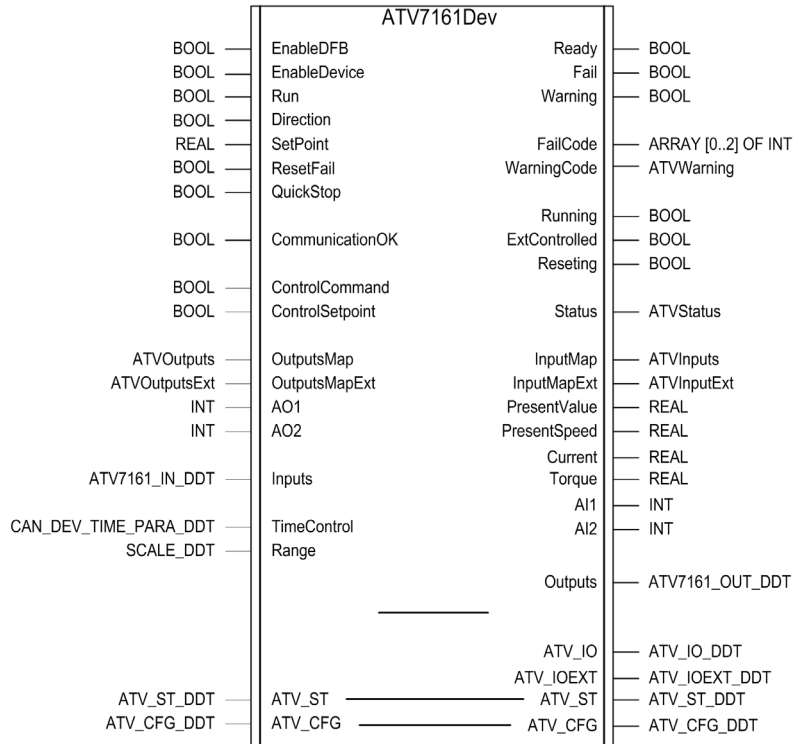 ATV7161Dev
BOOL EnableDFB Ready BOOL
BOOL EnableDevice Fail BOOL
BOOL Run Warning BOOL
BOOL Direction
REAL SetPoint FailCode ARRAY [0..2] OF INT
BOOL ResetFail WarningCode ATVWarning
BOOL QuickStop
Running BOOL
BOOL CommunicationOK ExtControlled BOOL
Reseting BOOL
BOOL ControlCommand
BOOL ControlSetpoint Status ATVStatus
ATVOutputs OutputsMap InputMap ATVInputs
ATVOutputsExt OutputsMapExt InputMapExt ATVInputExt
INT AO1 PresentValue REAL
INT AO2 PresentSpeed REAL
Current REAL
ATV7161_IN_DDT Inputs Torque REAL
AI1 INT
CAN_DEV_TIME_PARA_DDT TimeControl AI2 INT
SCALE_DDT Range
Outputs ATV7161_OUT_DDT
ATV_IO ATV_IO_DDT
ATV_IOEXT ATV_IOEXT_DDT
ATV_ST_DDT ATV_ST ATV_ST ATV_ST_DDT
ATV_CFG_DDT ATV_CFG ATV_CFG ATV_CFG_DDT